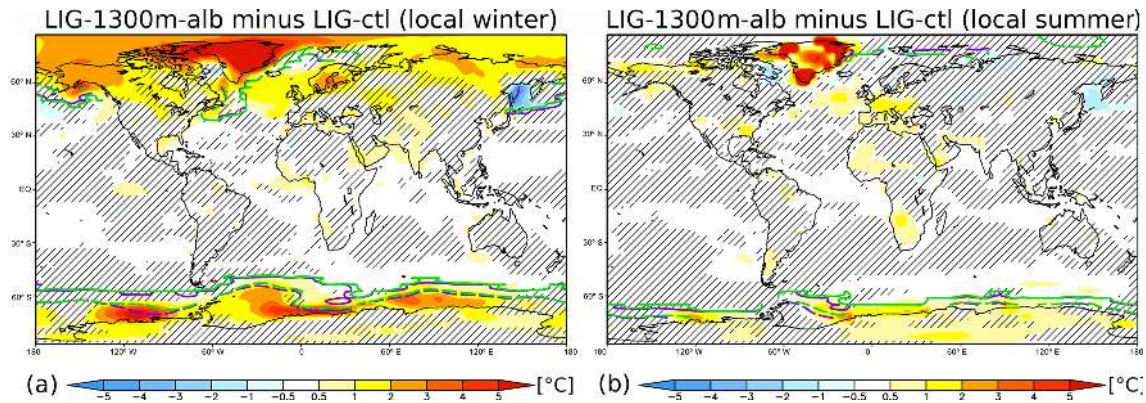 LIG-1300m-alb minus LIG-ctl (local winter)
60°N
30°N
EQ
30°S
60°S
180
120°W
60°W
0
60°E
120°E
180
(a)
-5 -4 -3 -2 -1 -0.5 0.5 1 2 3 4 5
[°C]
LIG-1300m-alb minus LIG-ctl (local summer)
60°N
30°N
EQ
30°S
60°S
180
120°W
60°W
0
60°E
120°E
180
(b)
-5 -4 -3 -2 -1 -0.5 0.5 1 2 3 4 5
[°C]